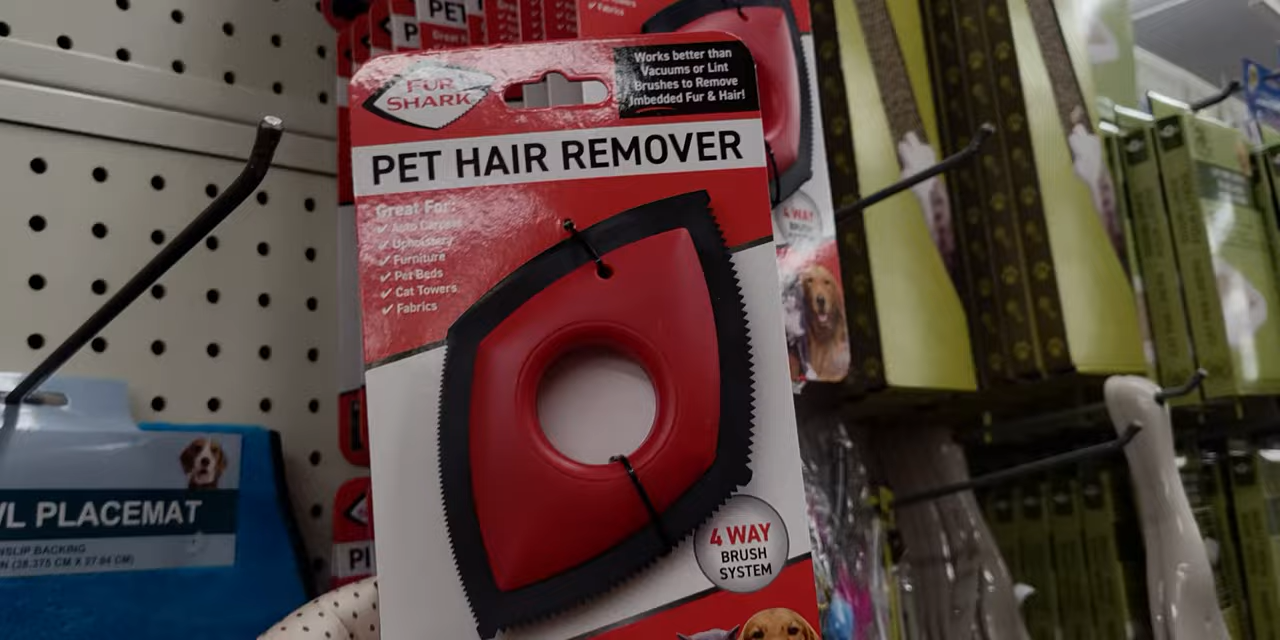 PET
FUR
SHARK
Works better than
Vacuums or Lint
Brushes to Remove
Imbedded Fur & Hair!
PET HAIR REMOVER
Great For:
✓ Auto Carpet
✓ Upholstery
✓ Furniture
✓ Pet Beds
✓ Cat Towers
✓ Fabrics
4 WAY
BRUSH
SYSTEM
✓ Fabrics
4 WAY
BRUSH
WL PLACEMAT
NSLIP BACKING